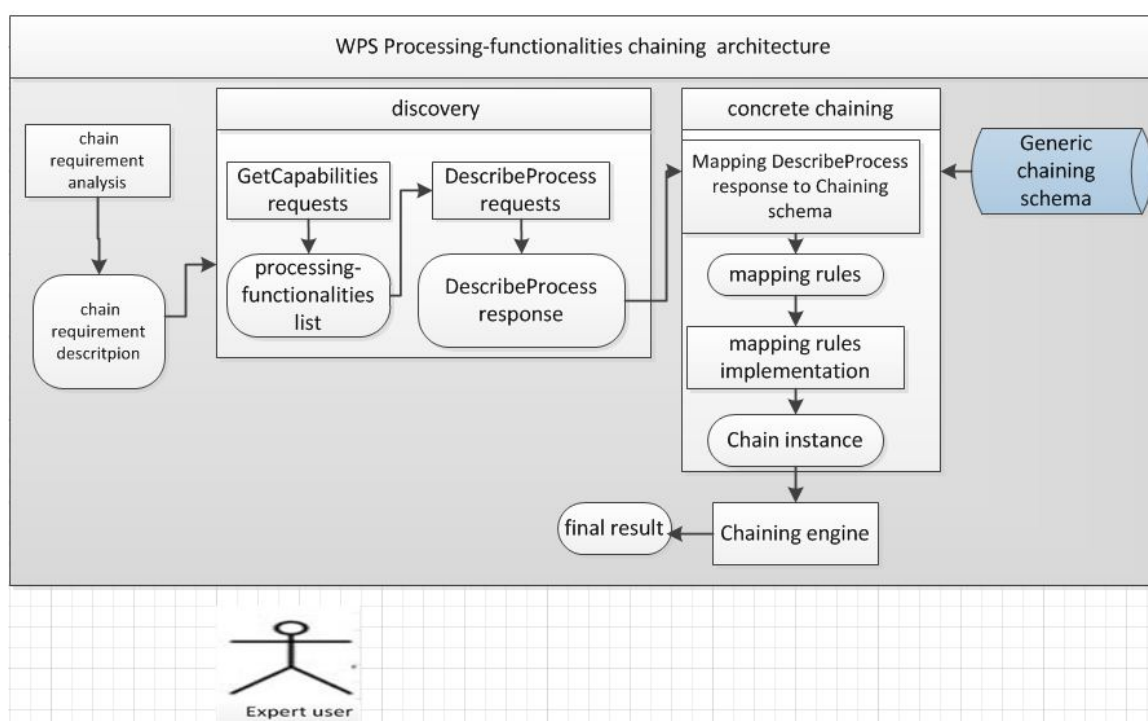 WPS Processing-functionalities chaining architecture
chain
requirement
analysis
chain
requirement
descritpion
discovery
GetCapabilities
requests
processing-
functionalities
list
DescribeProcess
requests
DescribeProcess
response
concrete chaining
Mapping DescribeProcess
response to Chaining
schema
mapping rules
mapping rules
implementation
Chain instance
Generic
chaining
schema
Chaining engine
final result
Expert user